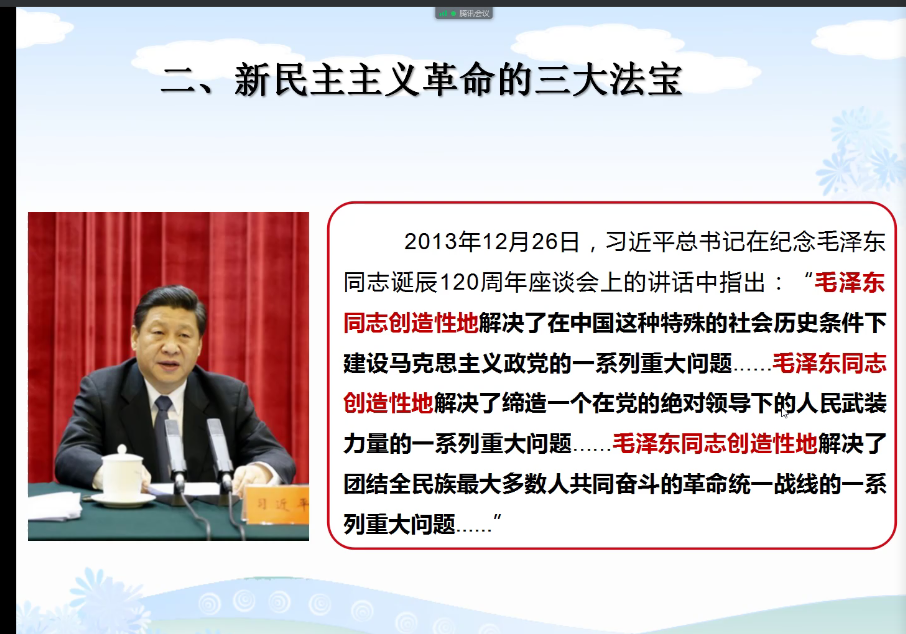 腾讯会议
二、新民主主义革命的三大法宝
2013年12月26日，习近平总书记在纪念毛泽东
同志诞辰120周年座谈会上的讲话中指出：“毛泽东
同志创造性地解决了在中国这种特殊的社会历史条件下
建设马克思主义政党的一系列重大问题……毛泽东同志
创造性地解决了缔造一个在党的绝对领导下的人民武装
力量的一系列重大问题……毛泽东同志创造性地解决了
团结全民族最大多数人共同奋斗的革命统一战线的一系
列重大问题……”
习近平